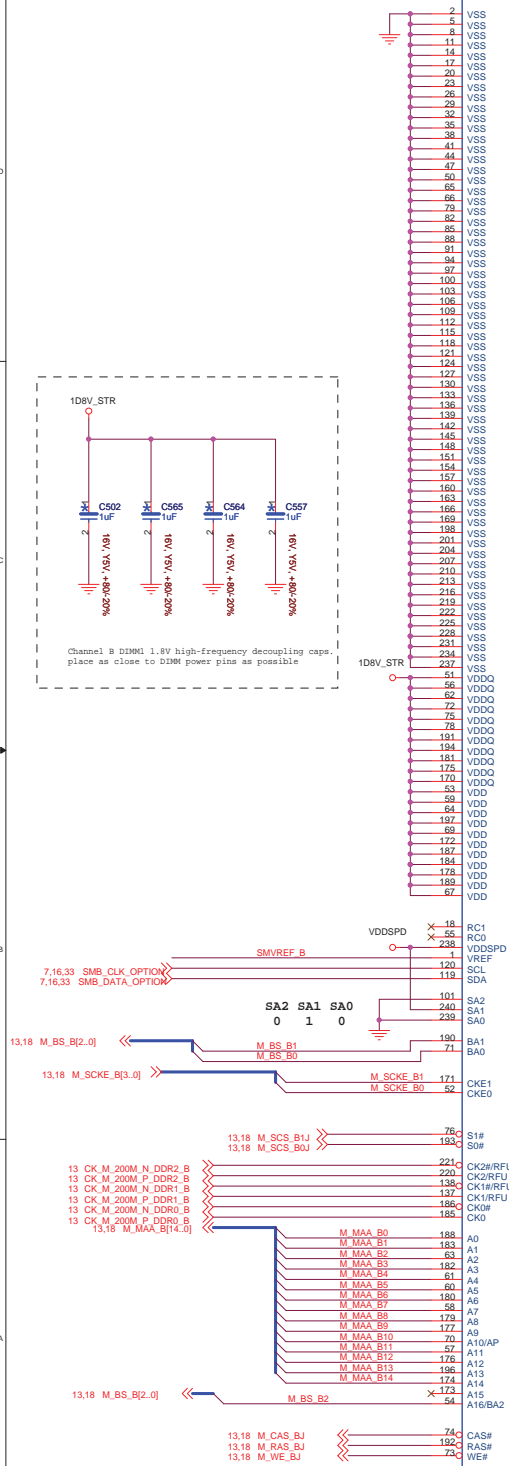 2 VSS
5 VSS
8 VSS
11 VSS
14 VSS
17 VSS
20 VSS
23 VSS
26 VSS
29 VSS
32 VSS
35 VSS
38 VSS
41 VSS
44 VSS
47 VSS
50 VSS
65 VSS
66 VSS
79 VSS
82 VSS
85 VSS
88 VSS
91 VSS
94 VSS
97 VSS
100 VSS
103 VSS
106 VSS
109 VSS
112 VSS
115 VSS
118 VSS
121 VSS
124 VSS
127 VSS
130 VSS
133 VSS
136 VSS
139 VSS
142 VSS
145 VSS
148 VSS
151 VSS
154 VSS
157 VSS
160 VSS
163 VSS
166 VSS
169 VSS
198 VSS
201 VSS
204 VSS
207 VSS
210 VSS
213 VSS
216 VSS
219 VSS
222 VSS
225 VSS
228 VSS
231 VSS
234 VSS
237 VSS
1D8V_STR
1 C502 1uF 2 16V, Y5V, +80/-20%
1 C565 1uF 2 16V, Y5V, +80/-20%
1 C564 1uF 2 16V, Y5V, +80/-20%
1 C557 1uF 2 16V, Y5V, +80/-20%
Channel B DIMM1 1.8V high-frequency decoupling caps.
place as close to DIMM power pins as possible
1D8V_STR
51 VDDQ
56 VDDQ
62 VDDQ
72 VDDQ
75 VDDQ
78 VDDQ
191 VDDQ
194 VDDQ
181 VDDQ
175 VDDQ
170 VDDQ
53 VDD
59 VDD
64 VDD
197 VDD
69 VDD
172 VDD
187 VDD
184 VDD
178 VDD
189 VDD
67 VDD
18 RC1
55 RC0
VDDSPD 238 VDDSPD
SMVREF_B 1 VREF
7,16,33 SMB_CLK_OPTION 120 SCL
7,16,33 SMB_DATA_OPTION 119 SDA
101 SA2
240 SA1
239 SA0
SA2 SA1 SA0
0 1 0
13,18 M_BS_B[2..0] M_BS_B1 190 BA1
M_BS_B0 71 BA0
13,18 M_SCKE_B[3..0] M_SCKE_B1 171 CKE1
M_SCKE_B0 52 CKE0
13,18 M_SCS_B1J 76 S1#
13,18 M_SCS_B0J 193 S0#
13 CK_M_200M_N_DDR2_B 221 CK2#/RFU
13 CK_M_200M_P_DDR2_B 220 CK2/RFU
13 CK_M_200M_N_DDR1_B 138 CK1#/RFU
13 CK_M_200M_P_DDR1_B 137 CK1/RFU
13 CK_M_200M_N_DDR0_B 186 CK0#
13 CK_M_200M_P_DDR0_B 185 CK0
13,18 M_MAA_B[14..0]
M_MAA_B0 188 A0
M_MAA_B1 183 A1
M_MAA_B2 63 A2
M_MAA_B3 182 A3
M_MAA_B4 61 A4
M_MAA_B5 60 A5
M_MAA_B6 180 A6
M_MAA_B7 58 A7
M_MAA_B8 179 A8
M_MAA_B9 177 A9
M_MAA_B10 70 A10/AP
M_MAA_B11 57 A11
M_MAA_B12 176 A12
M_MAA_B13 196 A13
M_MAA_B14 174 A14
173 A15
13,18 M_BS_B[2..0] M_BS_B2 54 A16/BA2
13,18 M_CAS_BJ 74 CAS#
13,18 M_RAS_BJ 192 RAS#
13,18 M_WE_BJ 73 WE#
C
B
A